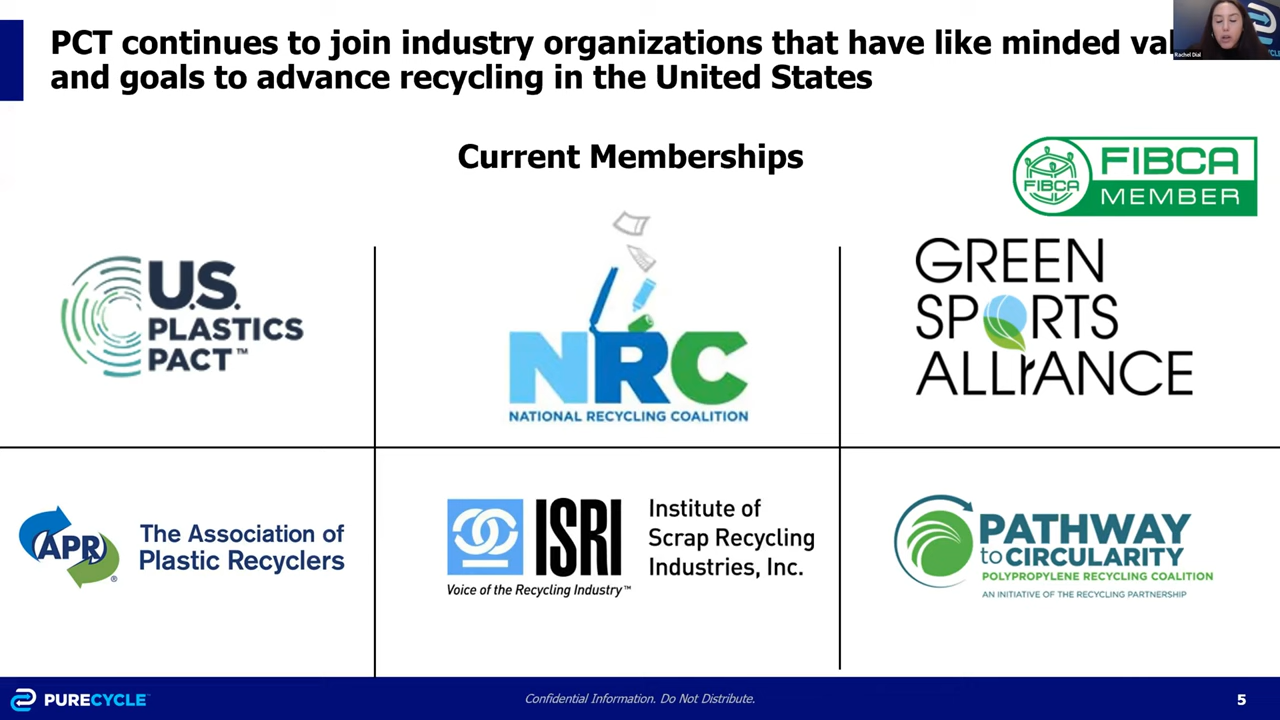 PCT continues to join industry organizations that have like minded
and goals to advance recycling in the United States
Rachel Dial
Current Memberships
FIBCA
FIBCA
MEMBER
U.S.
PLASTICS
PACT™
NRC
NATIONAL RECYCLING COALITION
GREEN
SPORTS
ALLIANCE
APR
®
The Association of
Plastic Recyclers
ISRI
Voice of the Recycling Industry™
Institute of
Scrap Recycling
Industries, Inc.
PATHWAY
to CIRCULARITY
POLYPROPYLENE RECYCLING COALITION
AN INITIATIVE OF THE RECYCLING PARTNERSHIP
PURECYCLE
Confidential Information. Do Not Distribute.
5